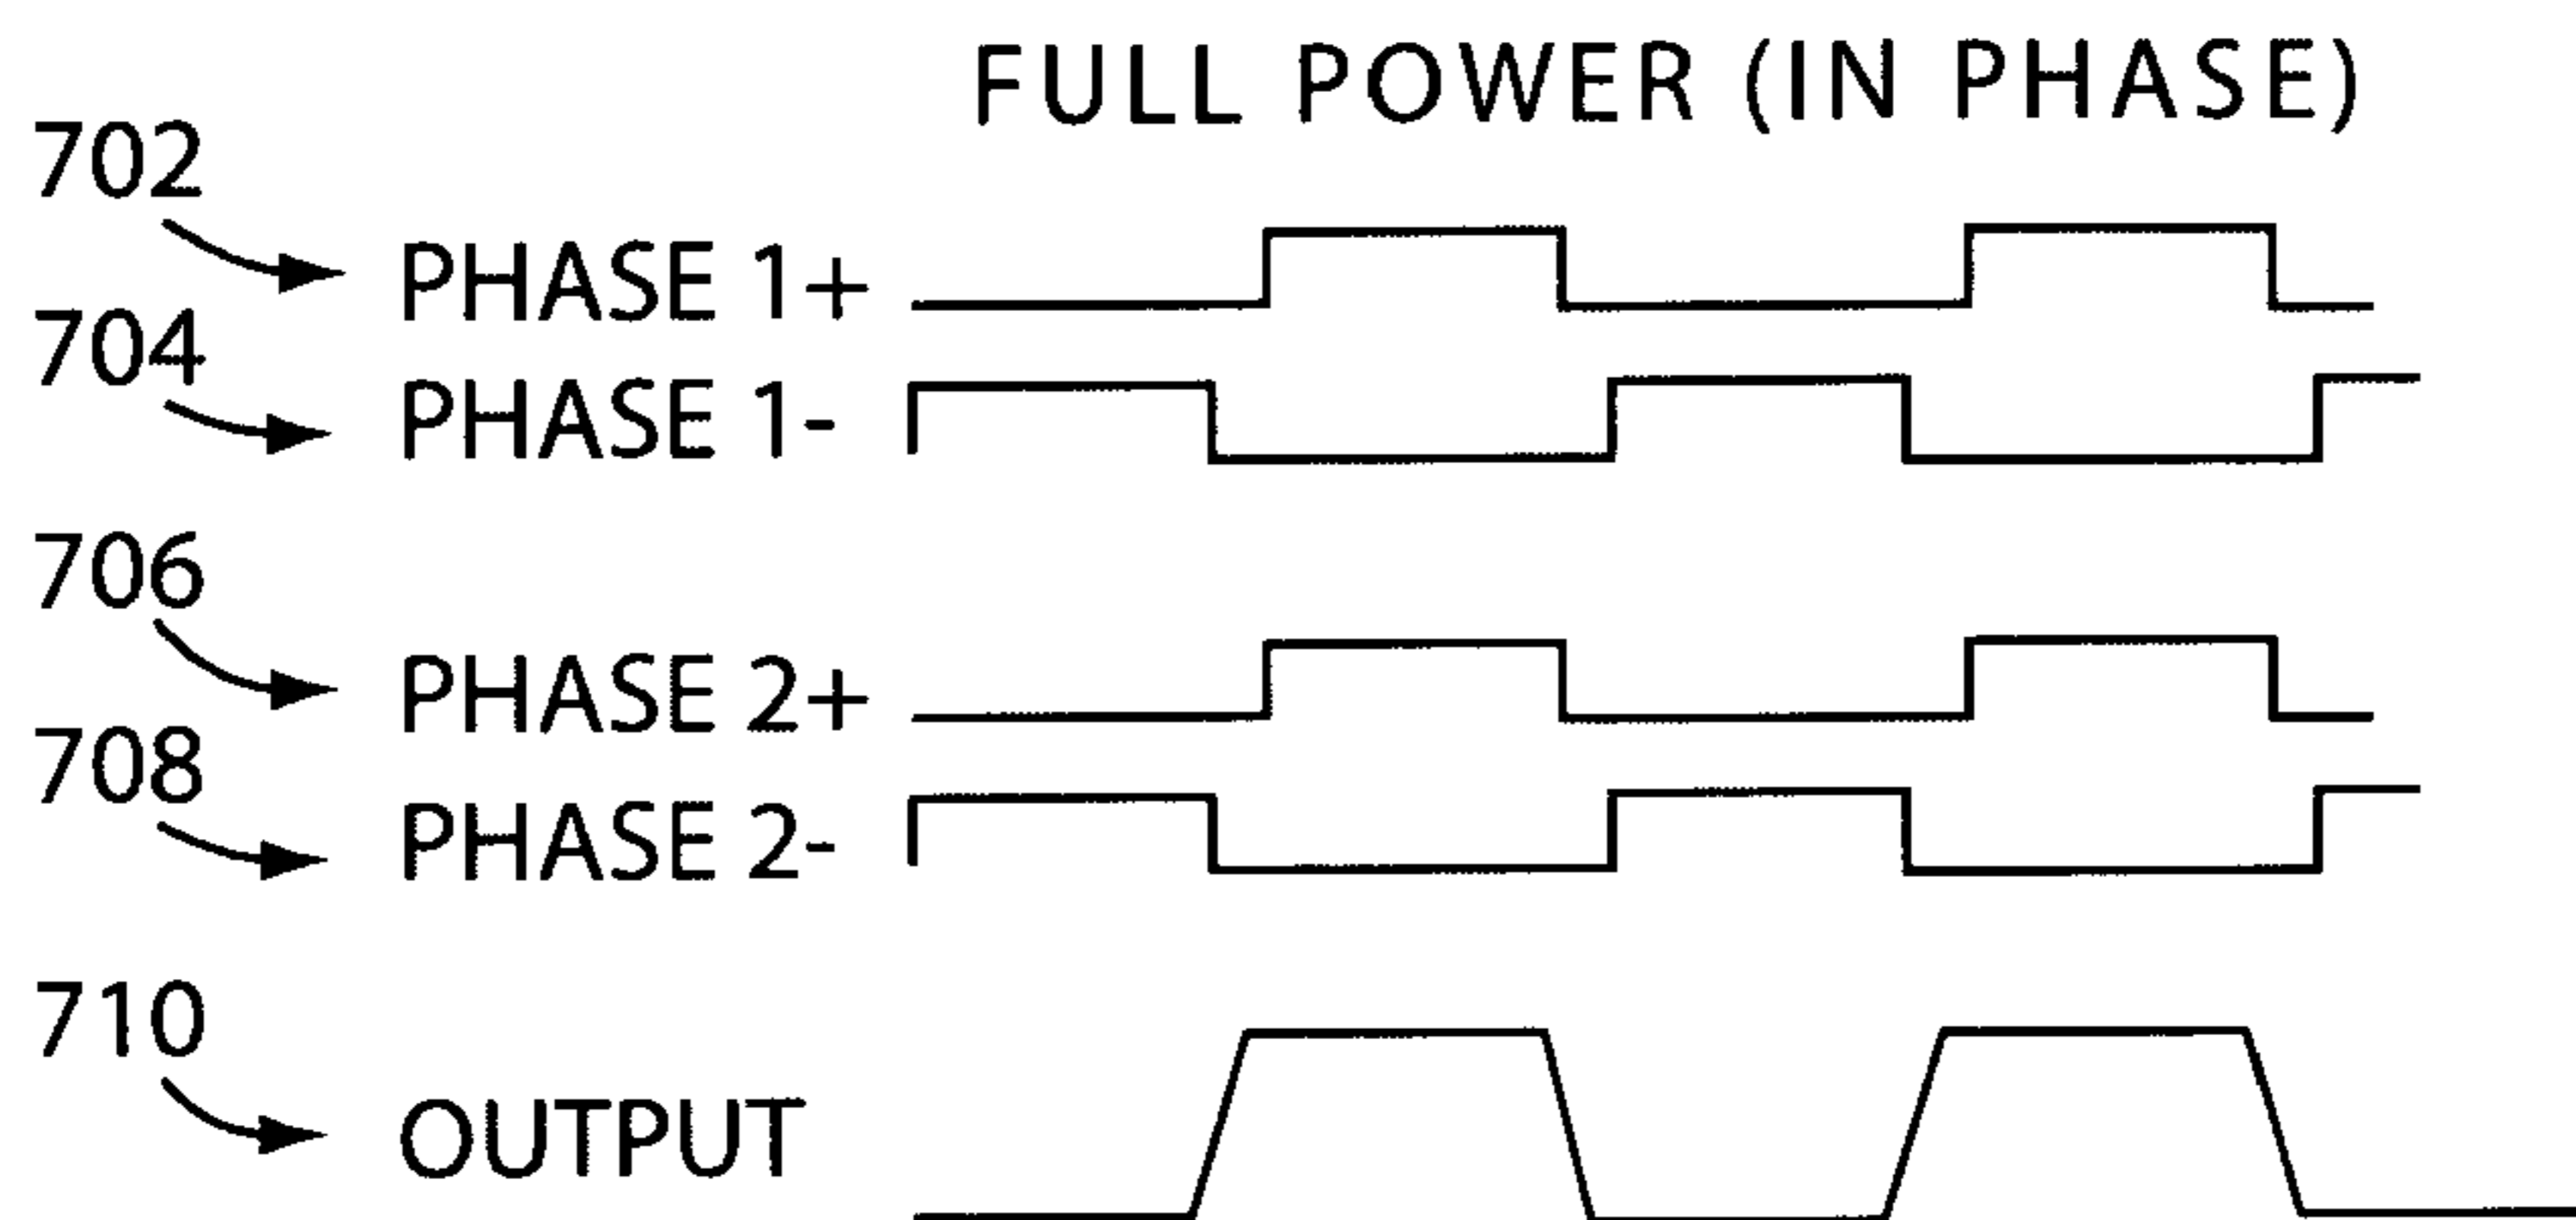 FULL POWER (IN PHASE)
702
PHASE 1+
704
PHASE 1-
706
PHASE 2+
708
PHASE 2-
710
OUTPUT